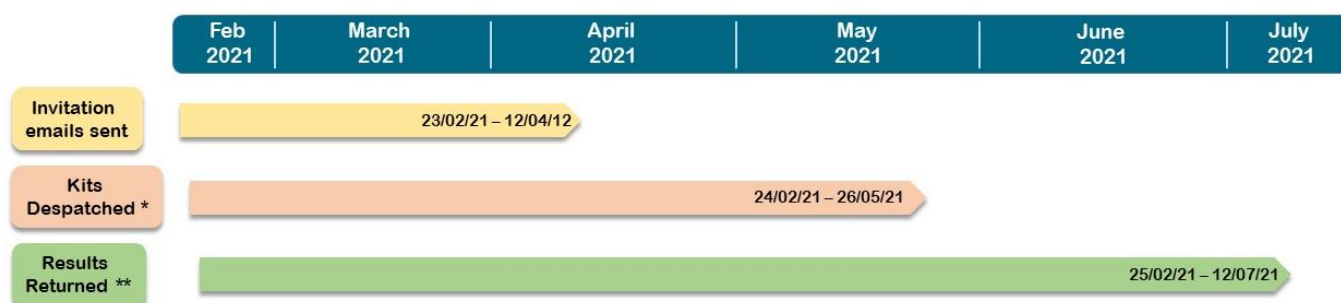 Feb
2021
March
2021
April
2021
May
2021
June
2021
July
2021
Invitation
emails sent
23/02/21 – 12/04/12
Kits
Despatched *
24/02/21 – 26/05/21
Results
Returned **
25/02/21 – 12/07/21